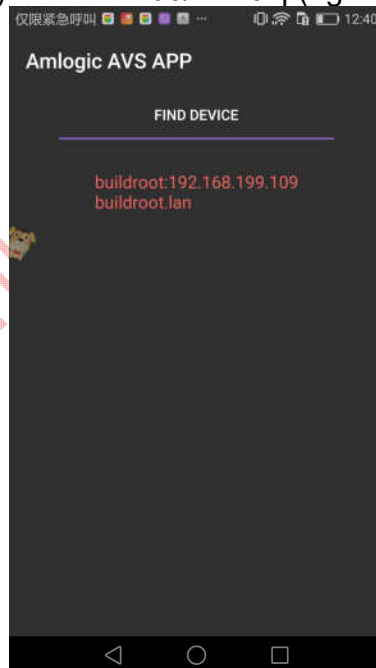 仅限紧急呼叫 12:40
Amlogic AVS APP
FIND DEVICE
buildroot:192.168.199.109
buildroot.lan